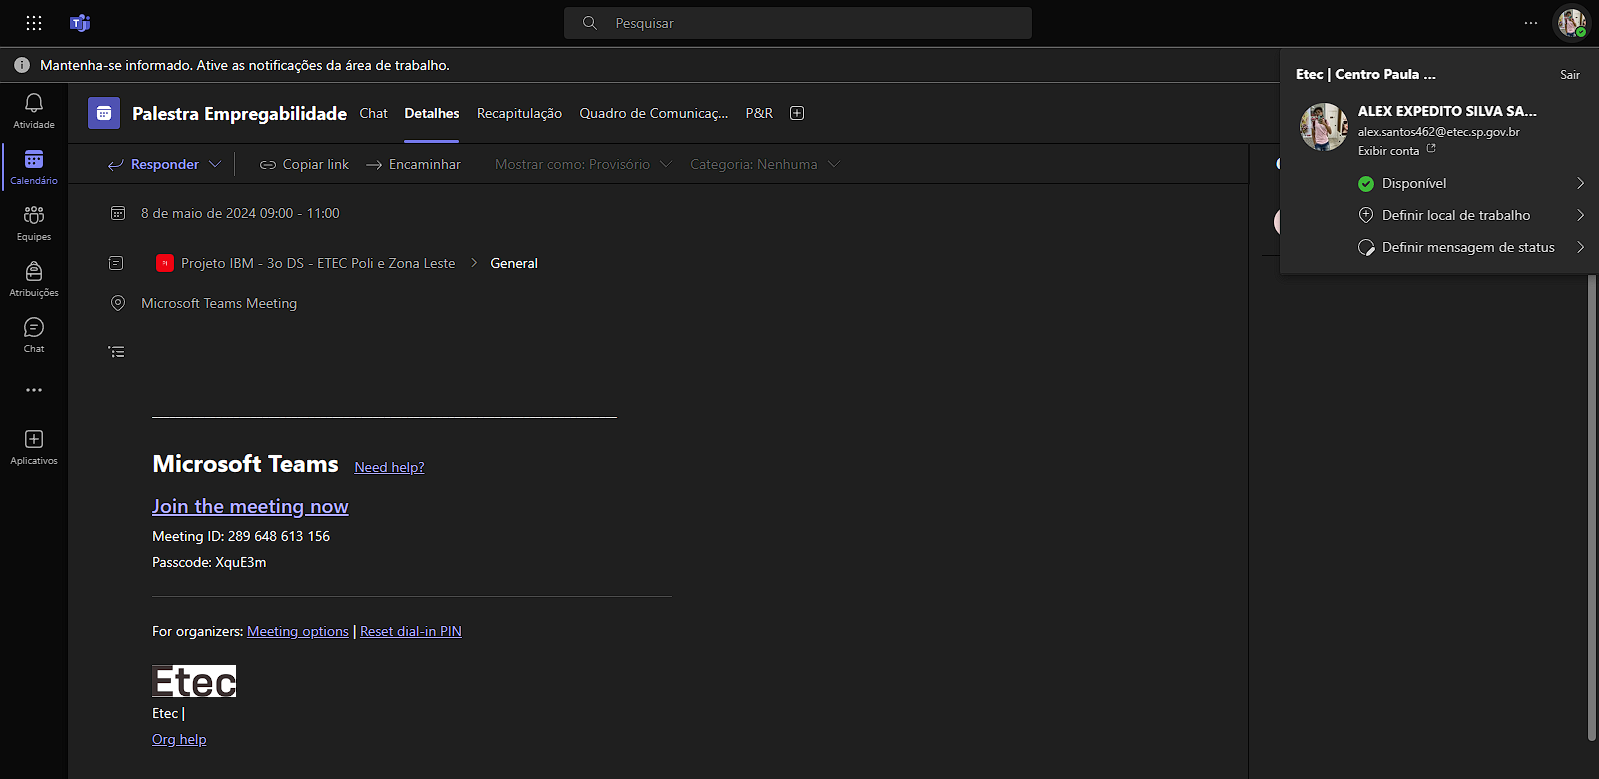 Pesquisar
Mantenha-se informado. Ative as notificações da área de trabalho.
Etec | Centro Paula ...
Sair
ALEX EXPEDITO SILVA SA...
alex.santos462@etec.sp.gov.br
Exibir conta
Disponível
Definir local de trabalho
Definir mensagem de status
Atividade
Calendário
Equipes
Atribuições
Chat
Aplicativos
Palestra Empregabilidade
Chat
Detalhes
Recapitulação
Quadro de Comunicaç...
P&R
Responder
Copiar link
Encaminhar
Mostrar como: Provisório
Categoria: Nenhuma
8 de maio de 2024 09:00 - 11:00
Projeto IBM - 3o DS - ETEC Poli e Zona Leste
General
Microsoft Teams Meeting
Microsoft Teams
Need help?
Join the meeting now
Meeting ID: 289 648 613 156
Passcode: XquE3m
For organizers: Meeting options | Reset dial-in PIN
Etec
Etec |
Org help